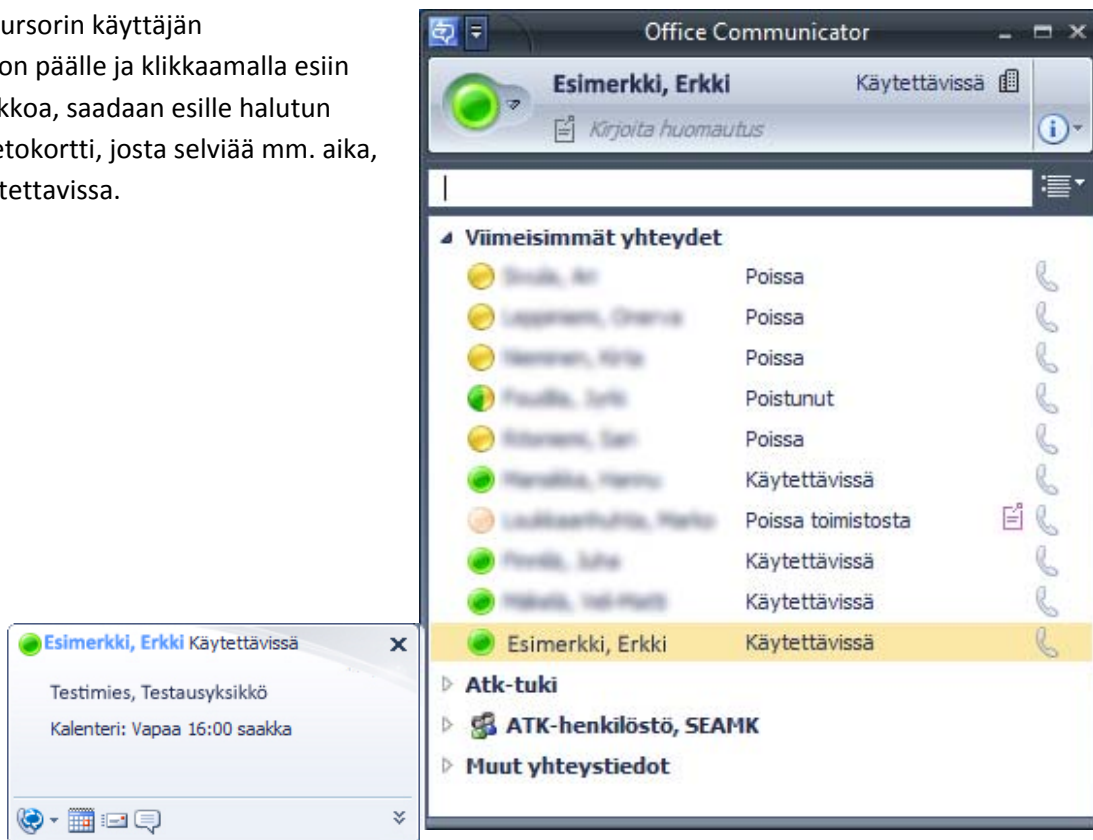 ursorin käyttäjän
on päälle ja klikkaamalla esiin
kkoa, saadaan esille halutun
etokortti, josta selviää mm. aika,
tettavissa.
Office Communicator
Esimerkki, Erkki Käytettävissä
Kirjoita huomautus
Viimeisimmät yhteydet
Poissa
Poissa
Poissa
Poistunut
Poissa
Käytettävissä
Poissa toimistosta
Käytettävissä
Käytettävissä
Esimerkki, Erkki Käytettävissä
Atk-tuki
ATK-henkilöstö, SEAMK
Muut yhteystiedot
Esimerkki, Erkki Käytettävissä
Testimies, Testausyksikkö
Kalenteri: Vapaa 16:00 saakka